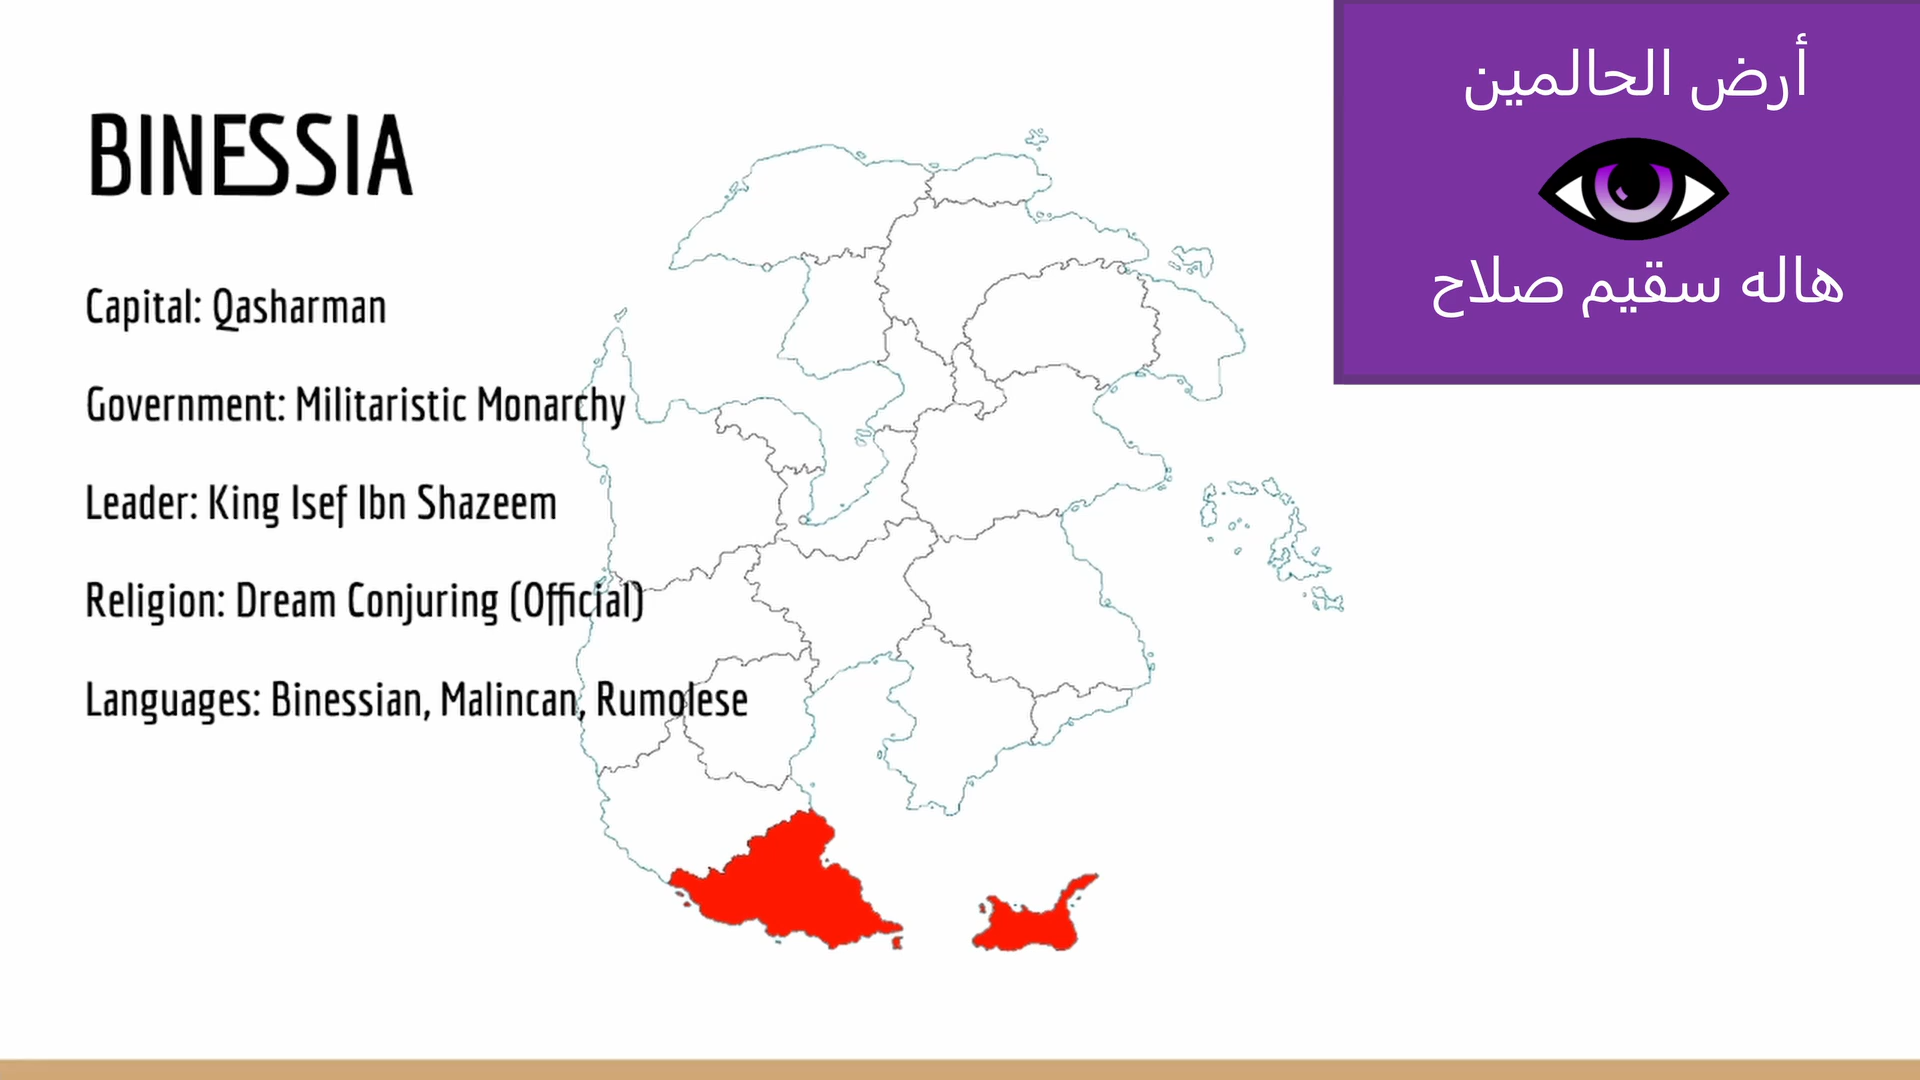 BINESSIA
Capital: Qasharman
Government: Militaristic Monarchy
Leader: King Isef Ibn Shazeem
Religion: Dream Conjuring (Official)
Languages: Binessian, Malincan, Rumolese
أرض الحالمين
هاله سقيم صلاح